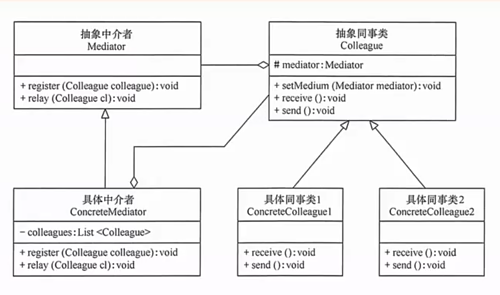 抽象中介者
Mediator
+ register (Colleague colleague): void
+ relay (Colleague cl): void
抽象同事类
Colleague
# mediator: Mediator
+ setMedium (Mediator mediator): void
+ receive (): void
+ send (): void
具体中介者
ConcreteMediator
− colleagues: List <Colleague>
+ register (Colleague colleague): void
+ relay (Colleague cl): void
具体同事类1
ConcreteColleague1
+ receive (): void
+ send (): void
具体同事类2
ConcreteColleague2
+ receive (): void
+ send (): void